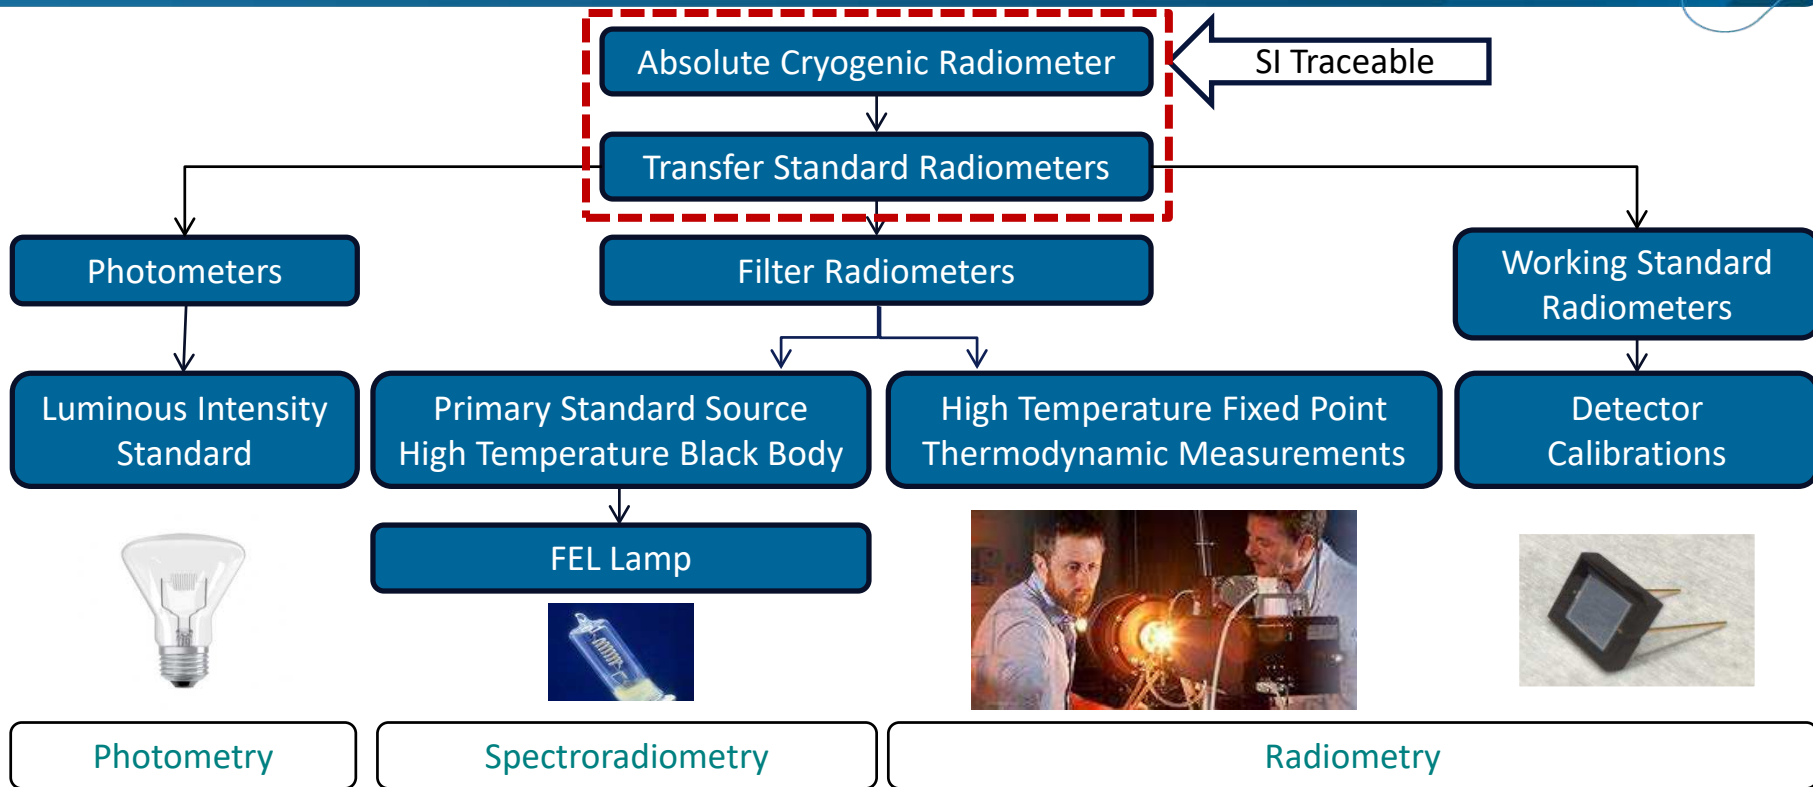 Absolute Cryogenic Radiometer
SI Traceable
Transfer Standard Radiometers
Photometers
Filter Radiometers
Working Standard
Radiometers
Luminous Intensity
Standard
Primary Standard Source
High Temperature Black Body
High Temperature Fixed Point
Thermodynamic Measurements
Detector
Calibrations
FEL Lamp
Photometry
Spectroradiometry
Radiometry